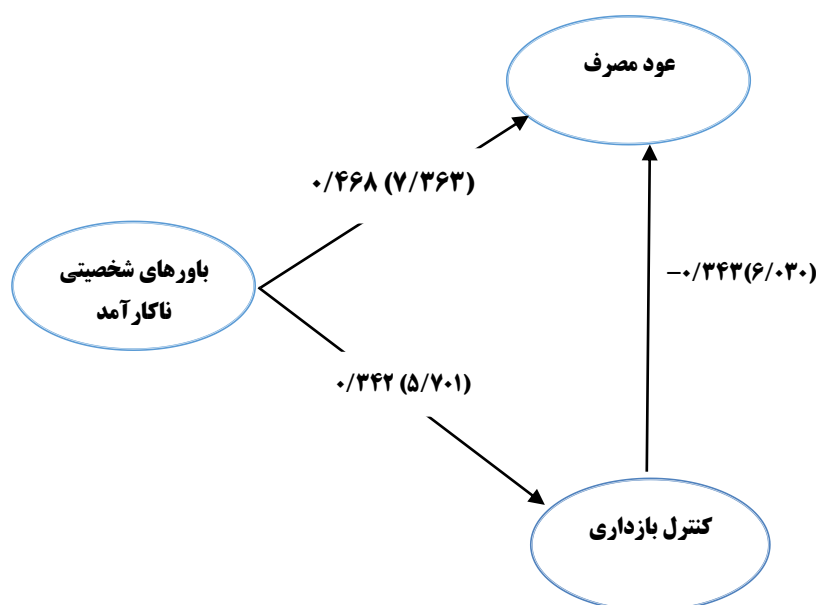 عود مصرف
۰/۴۶۸ (۷/۳۶۳)
باورهای شخصیتی
ناکارآمد
−۰/۳۴۳(۶/۰۳۰)
۰/۳۴۲ (۵/۷۰۱)
کنترل بازداری